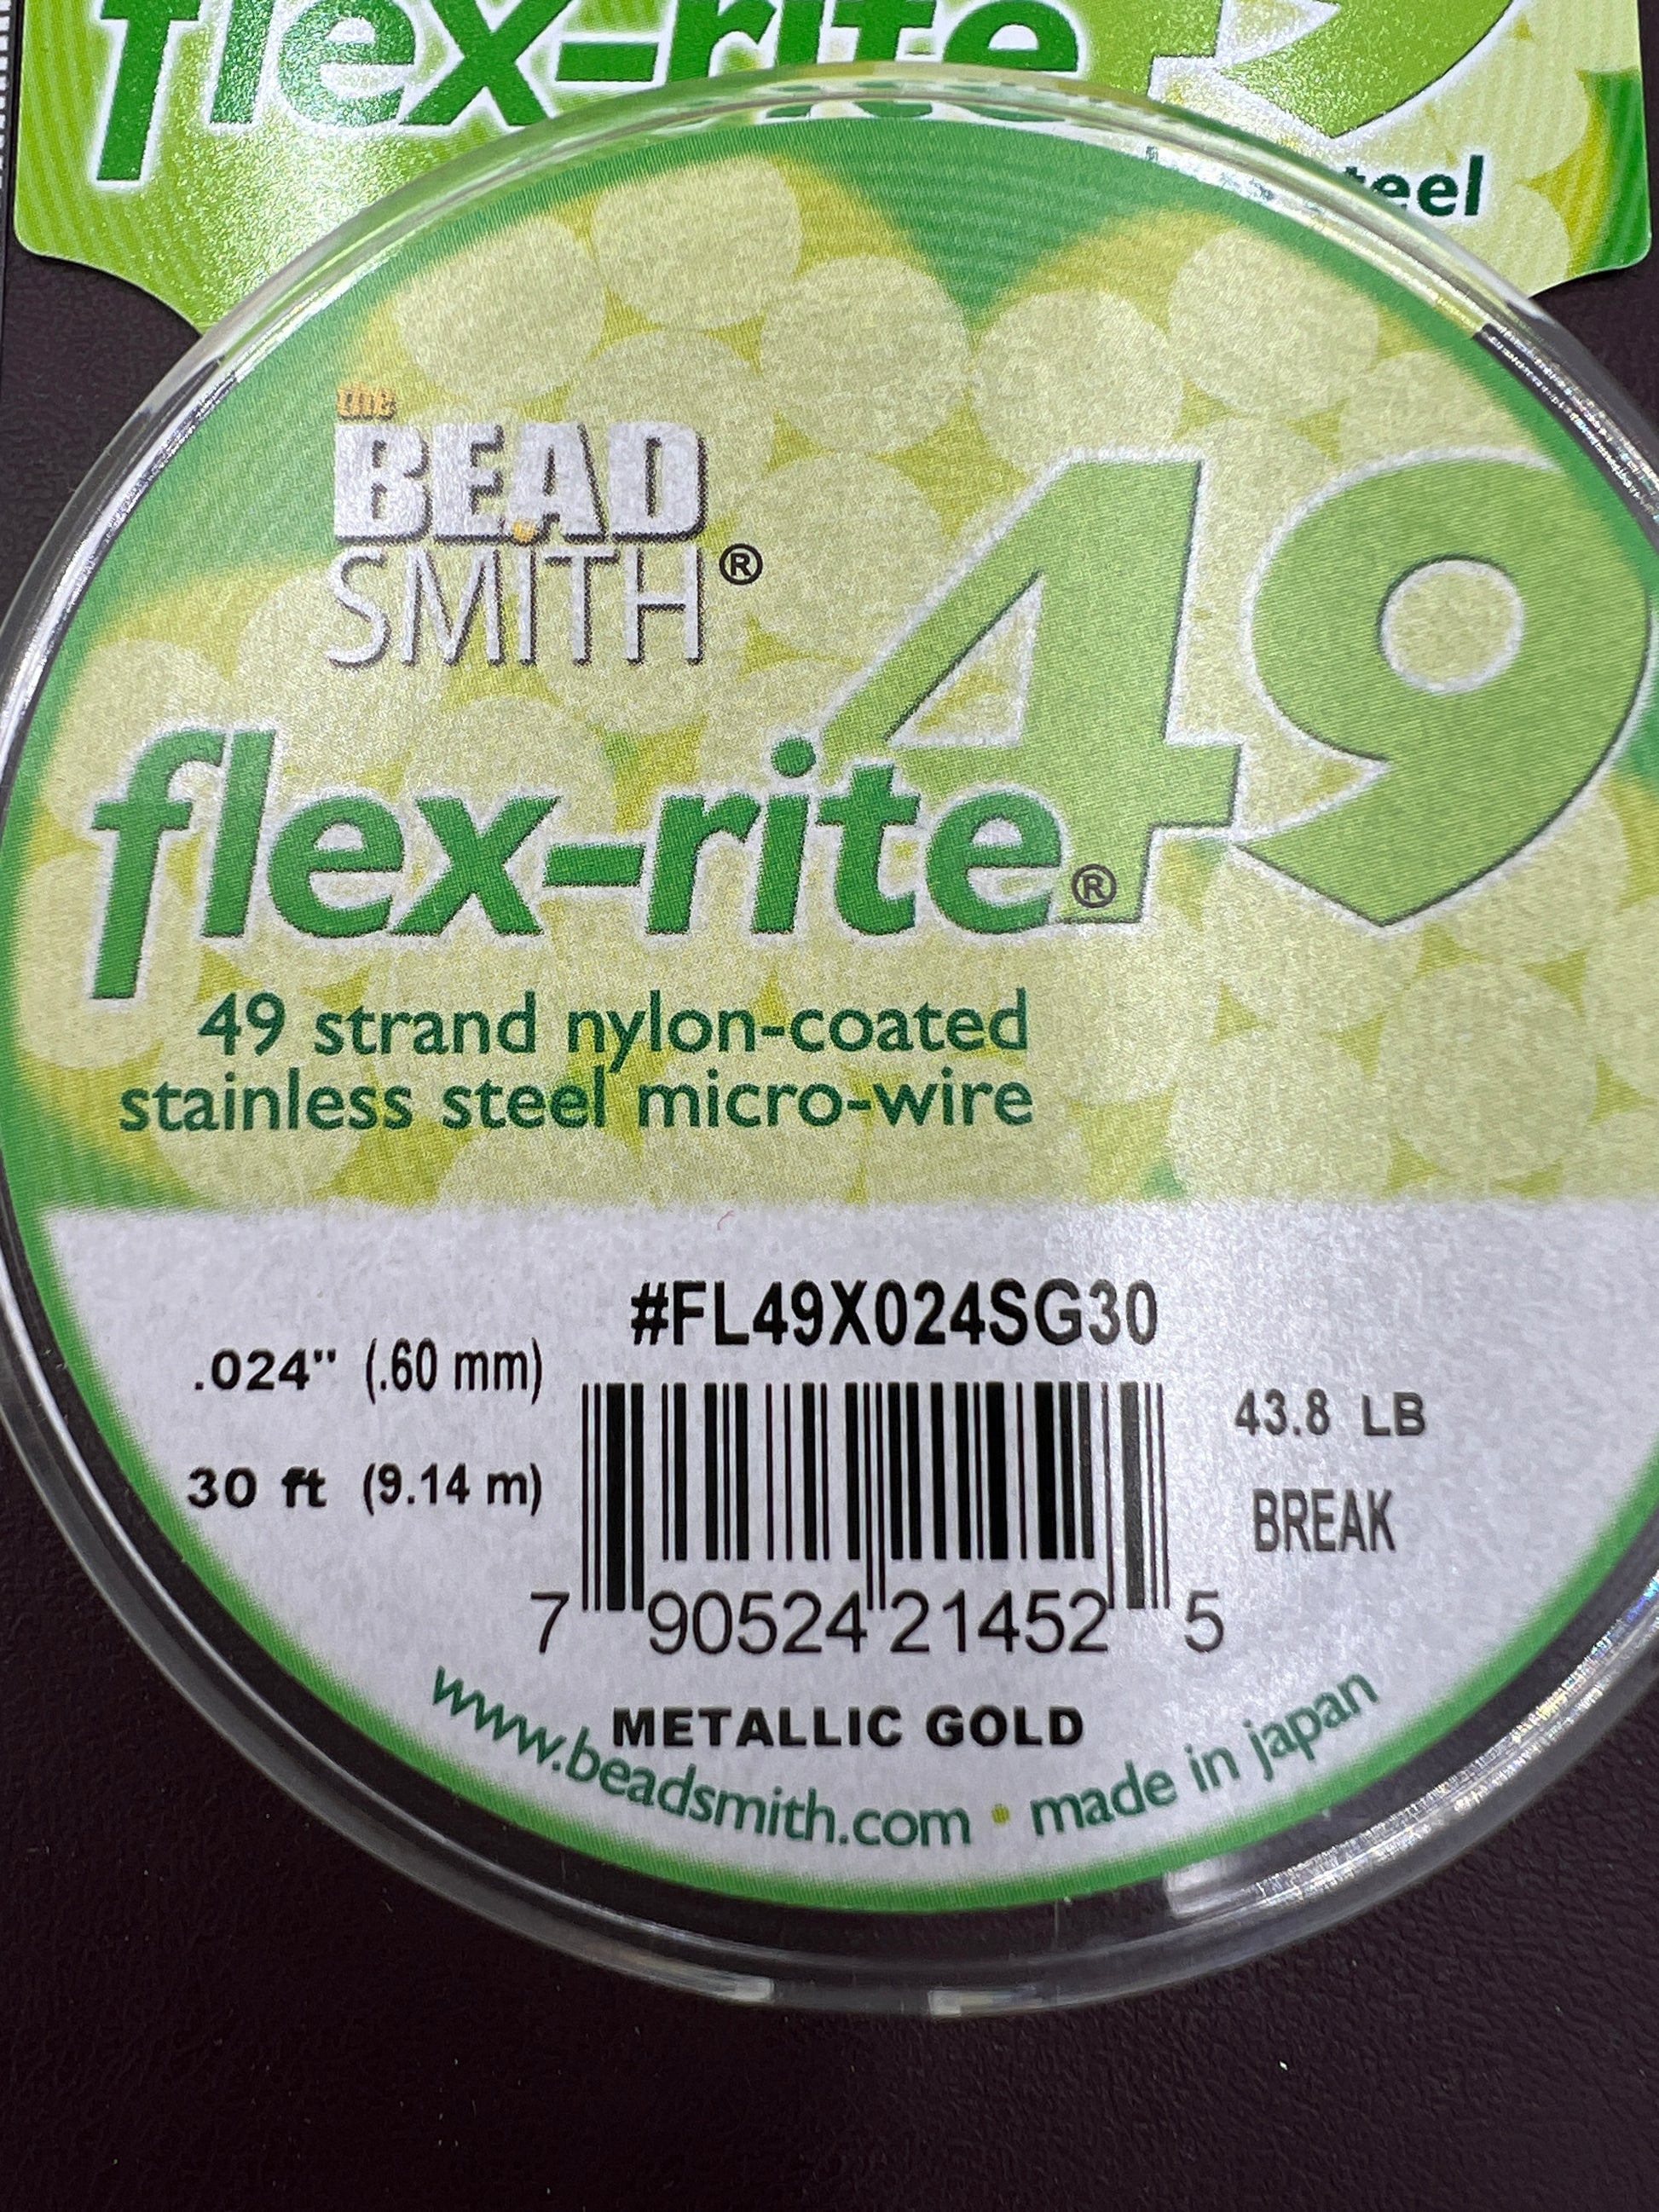 flex-rite
the
BEAD
SMITH®
49
flex-rite®
49 strand nylon-coated
stainless steel micro-wire
#FL49X024SG30
.024" (.60 mm)
30 ft (9.14 m)
43.8 LB
BREAK
7 90524 21452 5
METALLIC GOLD
www.beadsmith.com • made in japan